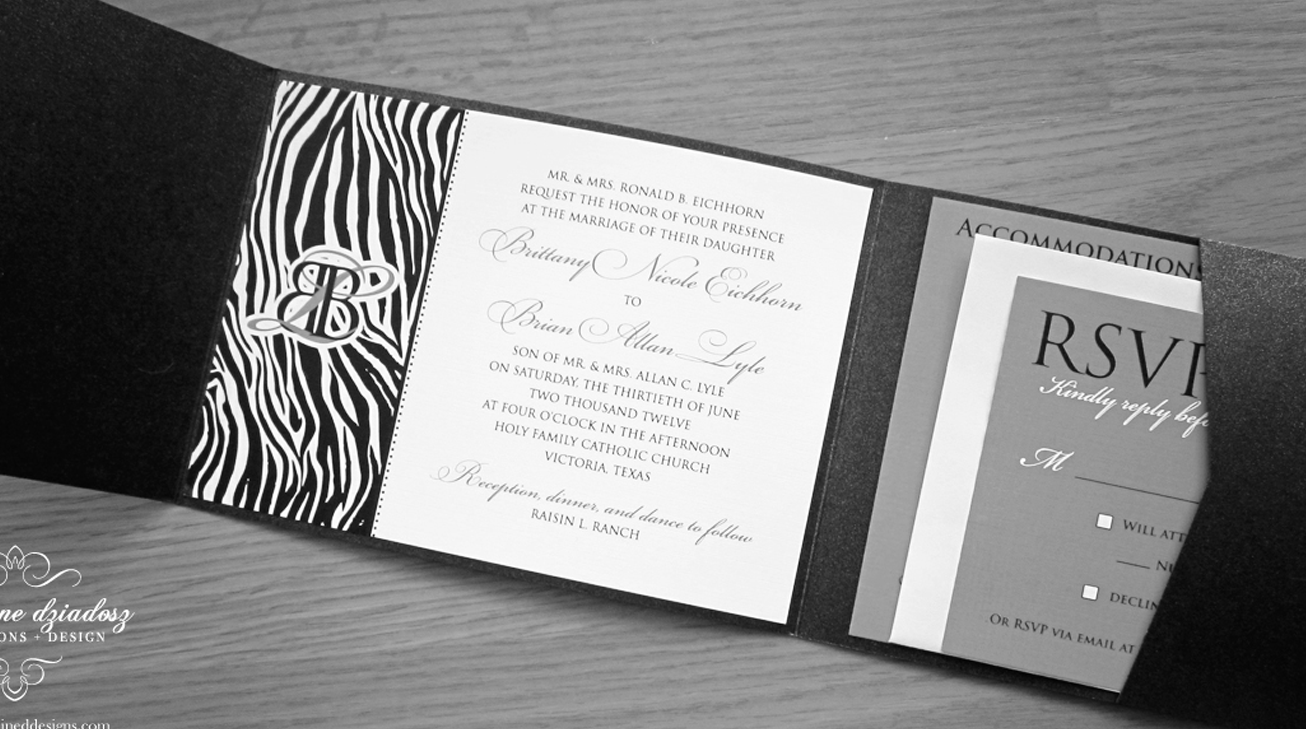 MR. & MRS. RONALD B. EICHHORN
REQUEST THE HONOR OF YOUR PRESENCE
AT THE MARRIAGE OF THEIR DAUGHTER
Brittany Nicole Eichhorn
TO
Brian Allan Lyle
SON OF MR. & MRS. ALLAN C. LYLE
ON SATURDAY, THE THIRTIETH OF JUNE
TWO THOUSAND TWELVE
AT FOUR O'CLOCK IN THE AFTERNOON
HOLY FAMILY CATHOLIC CHURCH
VICTORIA, TEXAS
Reception, dinner, and dance to follow
RAISIN L. RANCH
ACCOMMODATIONS
RSVP
Kindly reply
M
WILL
OR RSVP VIA EMAIL AT
dziadosz
+ DESIGN